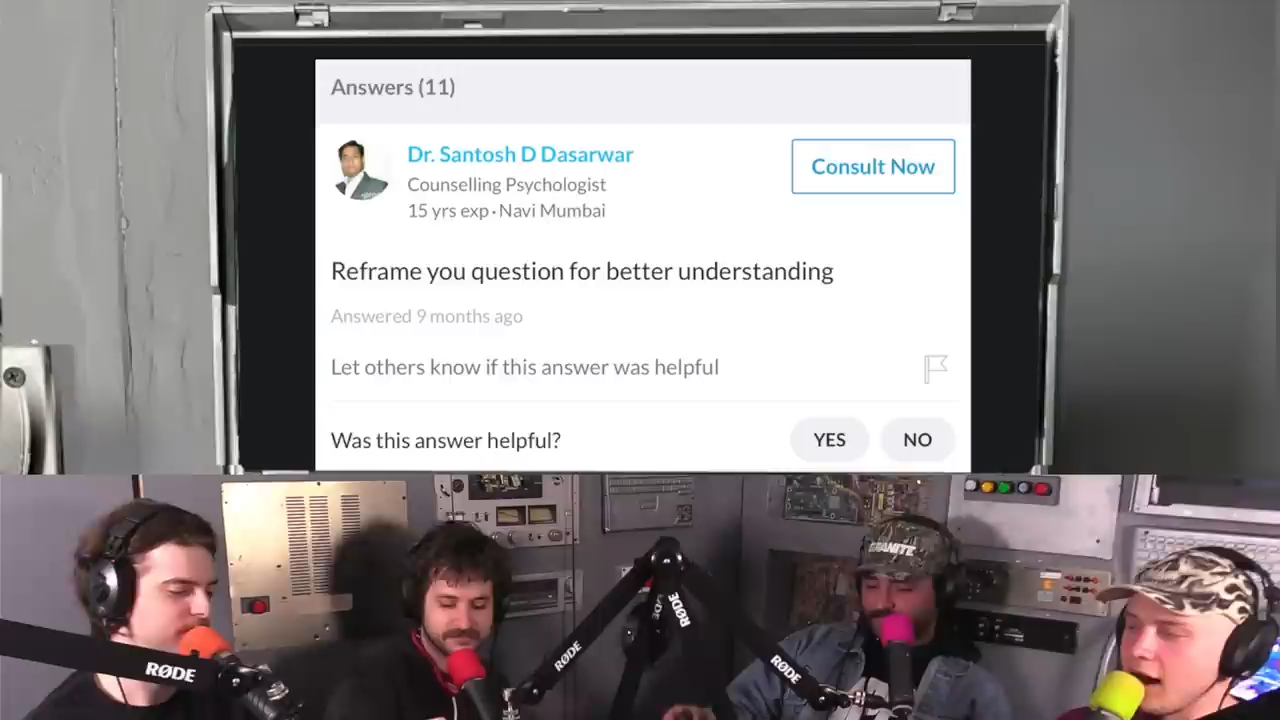 Answers (11)
Dr. Santosh D Dasarwar
Consult Now
Counselling Psychologist
15 yrs exp • Navi Mumbai
Reframe you question for better understanding
Answered 9 months ago
Let others know if this answer was helpful
Was this answer helpful?
YES
NO
GRANITE
RØDE
RØDE
RØDE
RØDE